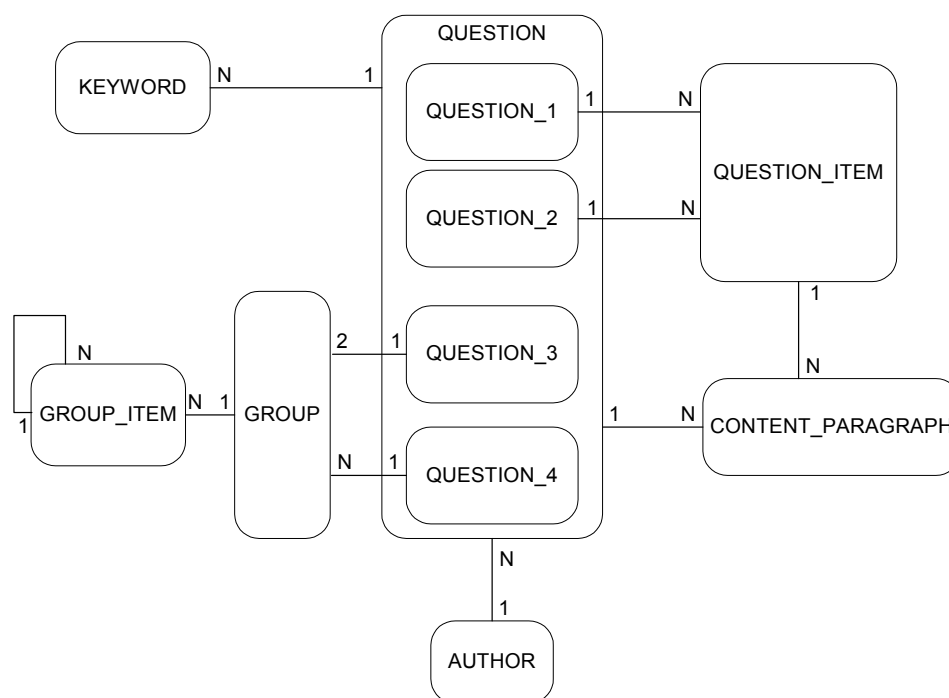 QUESTION
KEYWORD
N
1
QUESTION_1
1
N
QUESTION_ITEM
QUESTION_2
1
N
1
N
2
1
QUESTION_3
GROUP_ITEM
1
N
1
GROUP
1
N
CONTENT_PARAGRAPH
N
N
1
QUESTION_4
N
1
AUTHOR